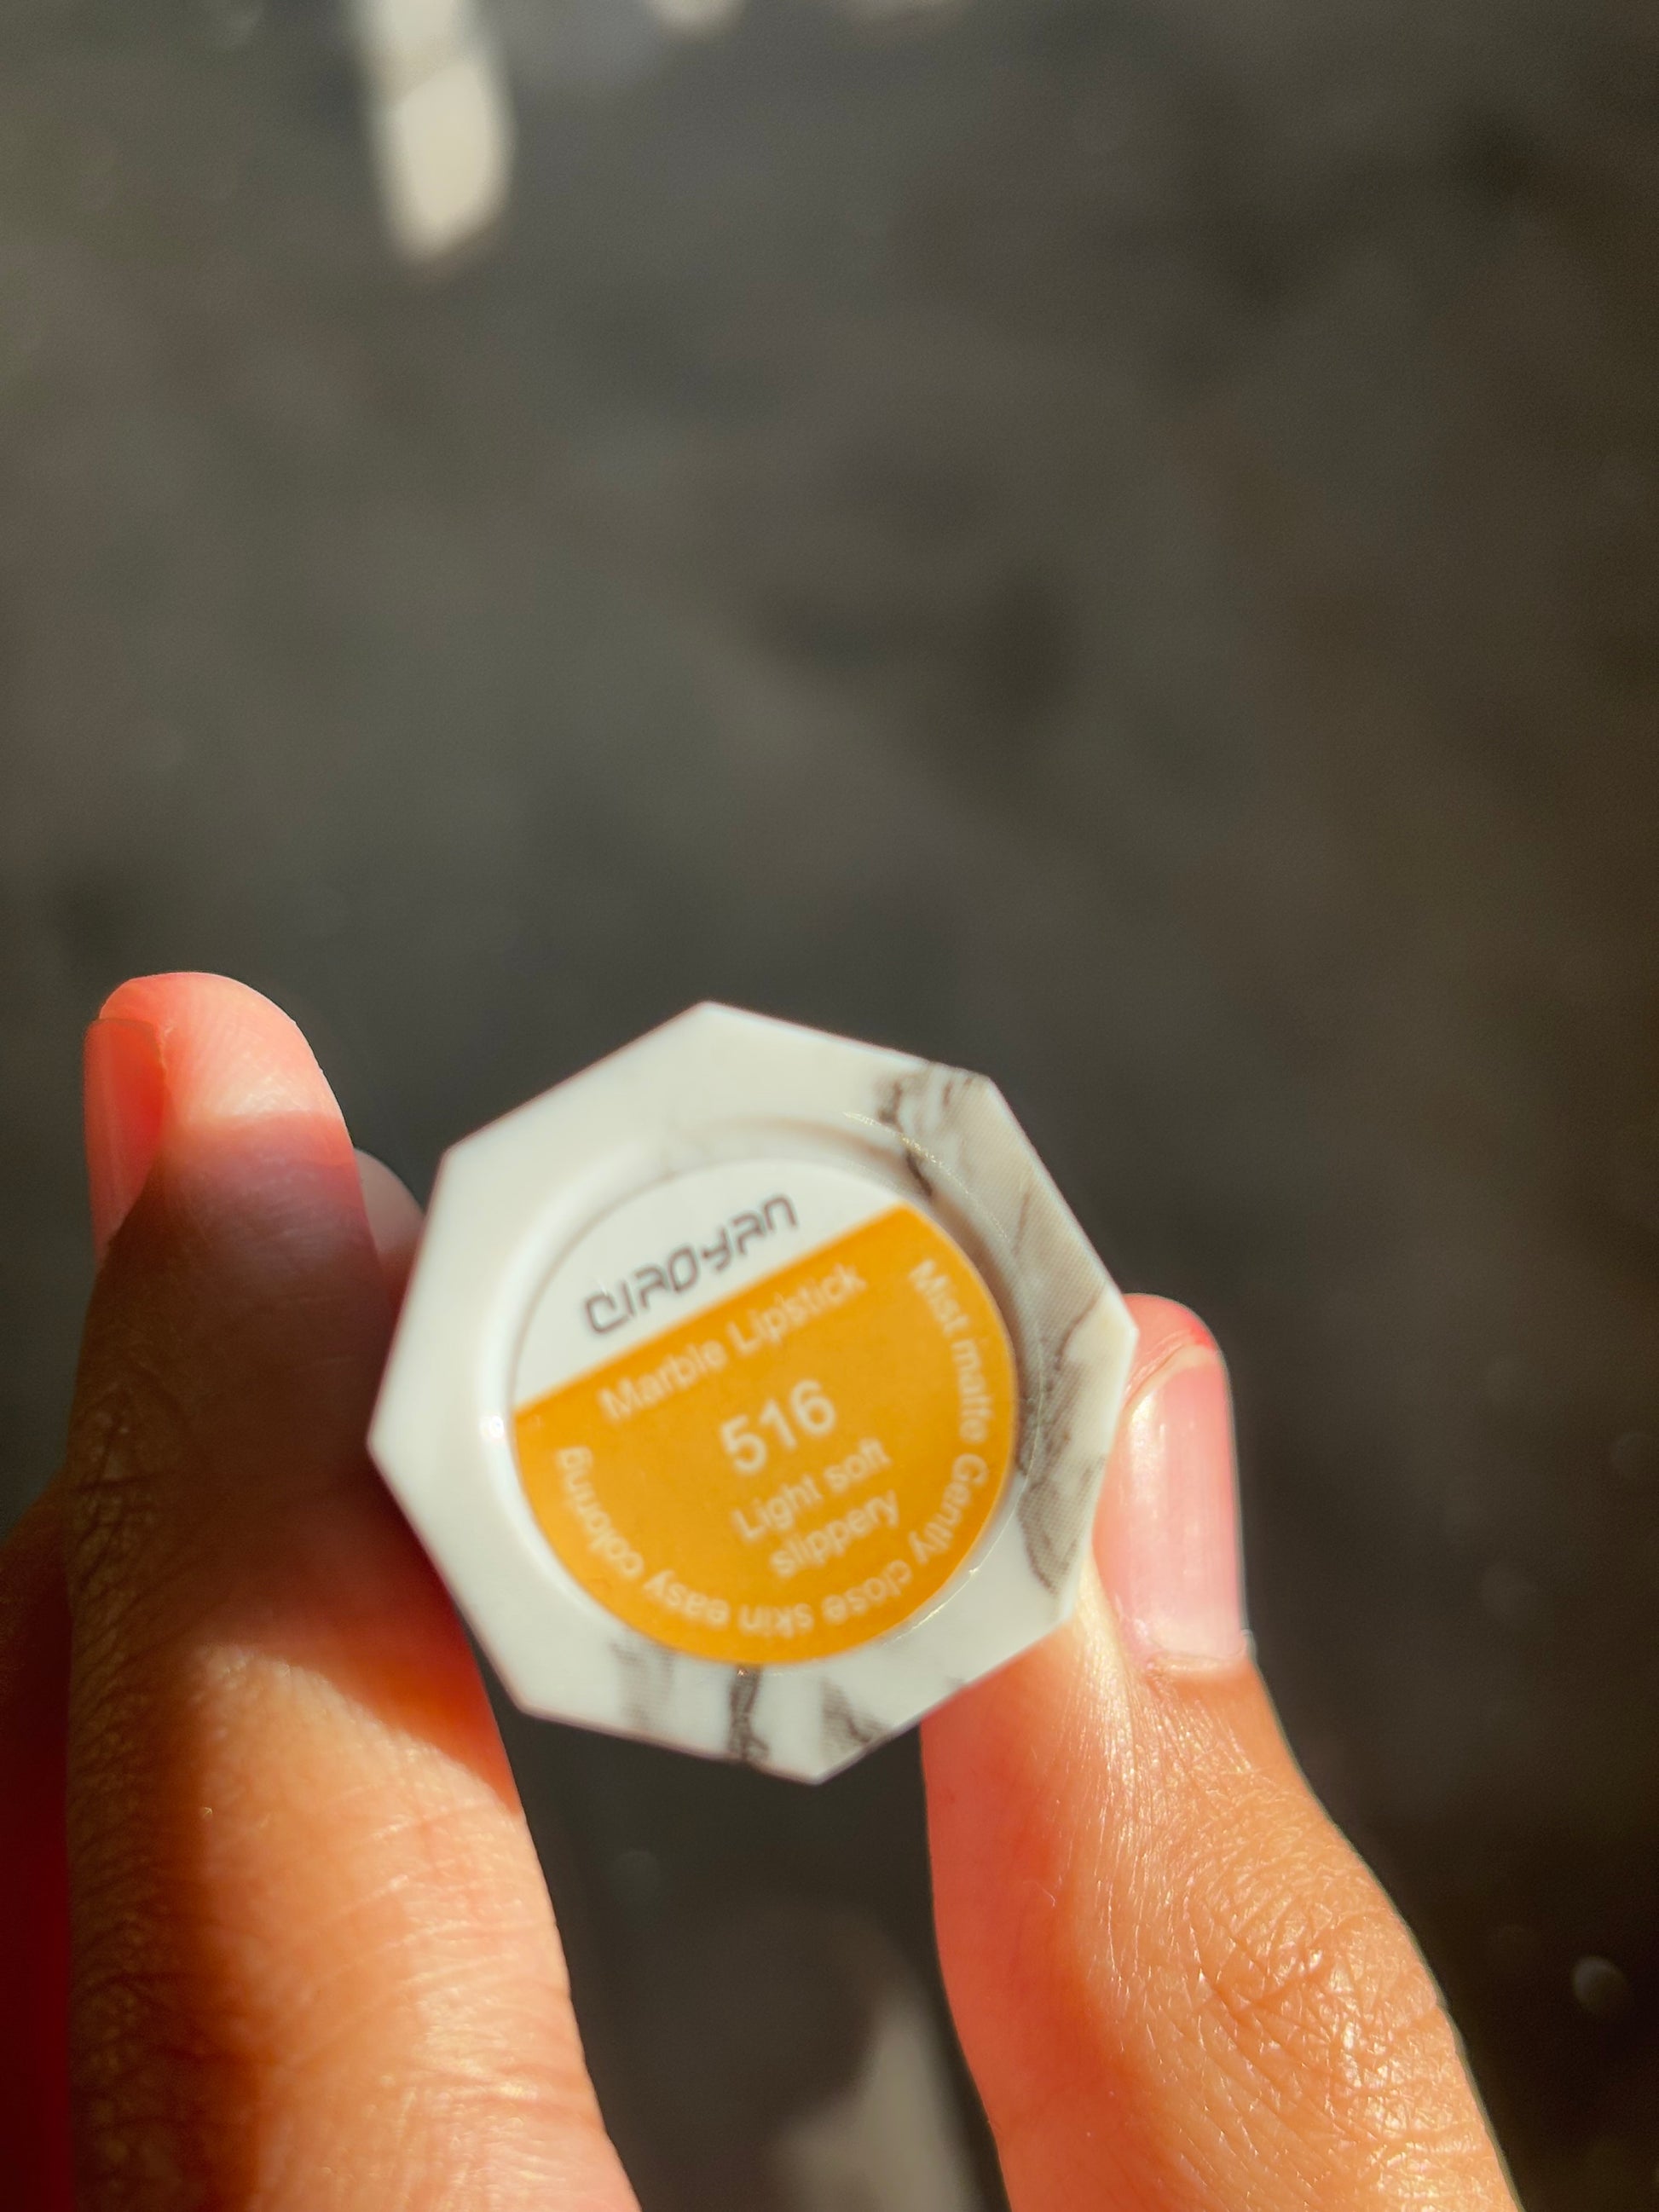 CIROYAN
Marble Lipstick
516
Light soft
slippery
Mist matte Gently close skin easy coloring